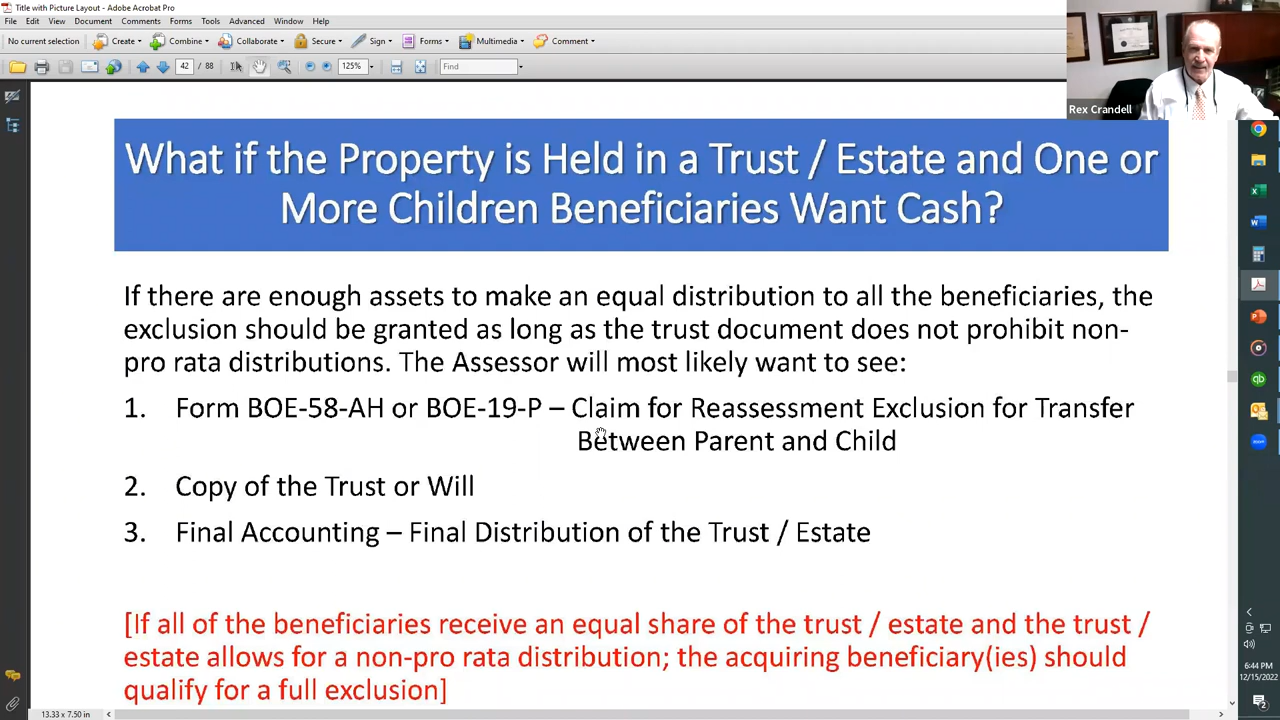 Title with Picture Layout - Adobe Acrobat Pro
File Edit View Document Comments Forms Tools Advanced Window Help
No current selection Create Combine Collaborate Secure Sign Forms Multimedia Comment
42 / 88 125% Find
Rex Crandell
What if the Property is Held in a Trust / Estate and One or
More Children Beneficiaries Want Cash?
If there are enough assets to make an equal distribution to all the beneficiaries, the
exclusion should be granted as long as the trust document does not prohibit non-
pro rata distributions. The Assessor will most likely want to see:
1. Form BOE-58-AH or BOE-19-P – Claim for Reassessment Exclusion for Transfer
Between Parent and Child
2. Copy of the Trust or Will
3. Final Accounting – Final Distribution of the Trust / Estate
[If all of the beneficiaries receive an equal share of the trust / estate and the trust /
estate allows for a non-pro rata distribution; the acquiring beneficiary(ies) should
qualify for a full exclusion]
6:44 PM
12/15/2022
13.33 x 7.50 in